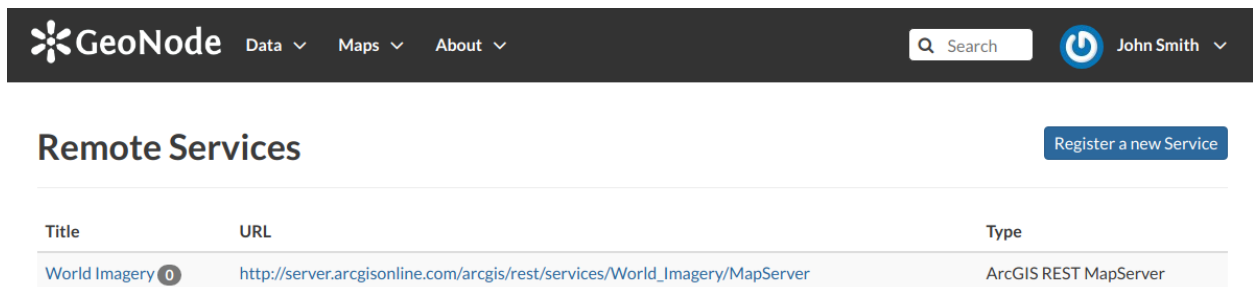 GeoNode Data Maps About Search John Smith
Remote Services Register a new Service
Title URL Type
World Imagery 0 http://server.arcgisonline.com/arcgis/rest/services/World_Imagery/MapServer ArcGIS REST MapServer